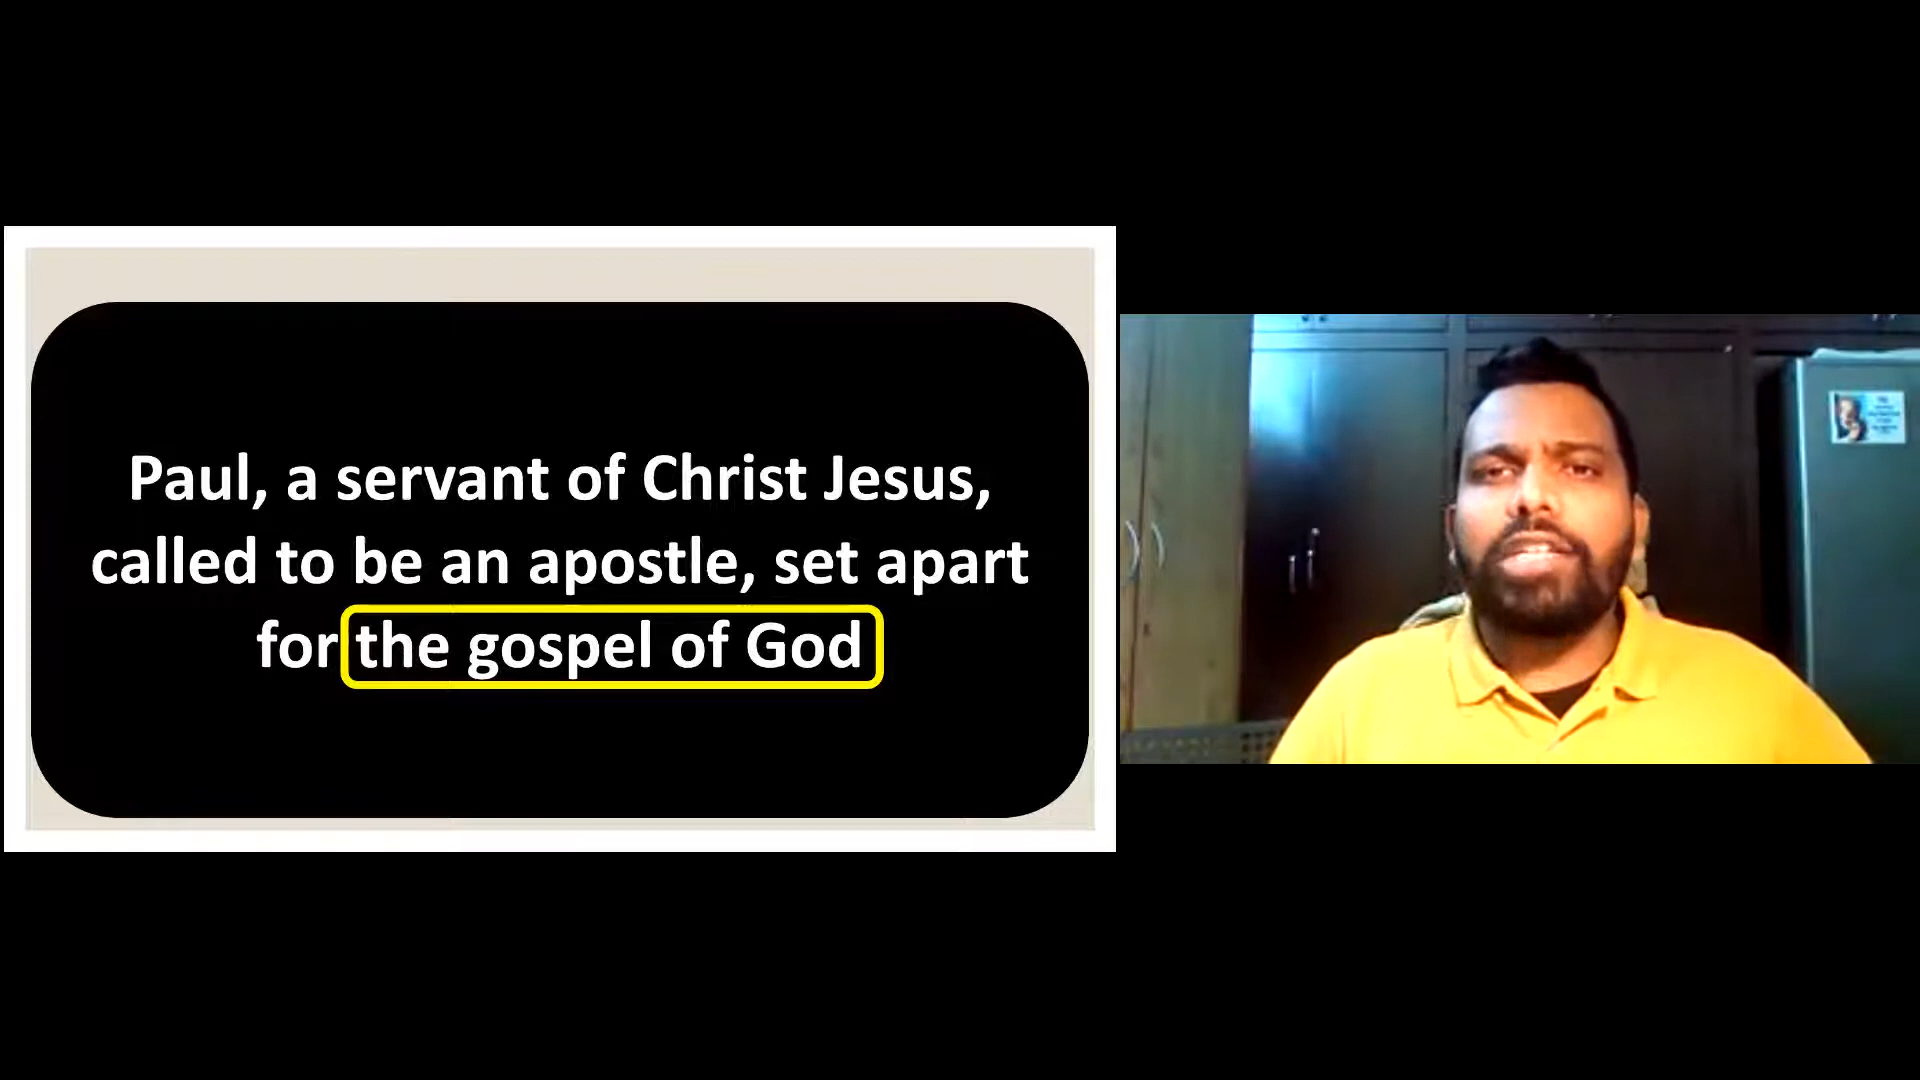 Paul, a servant of Christ Jesus,
called to be an apostle, set apart
for the gospel of God